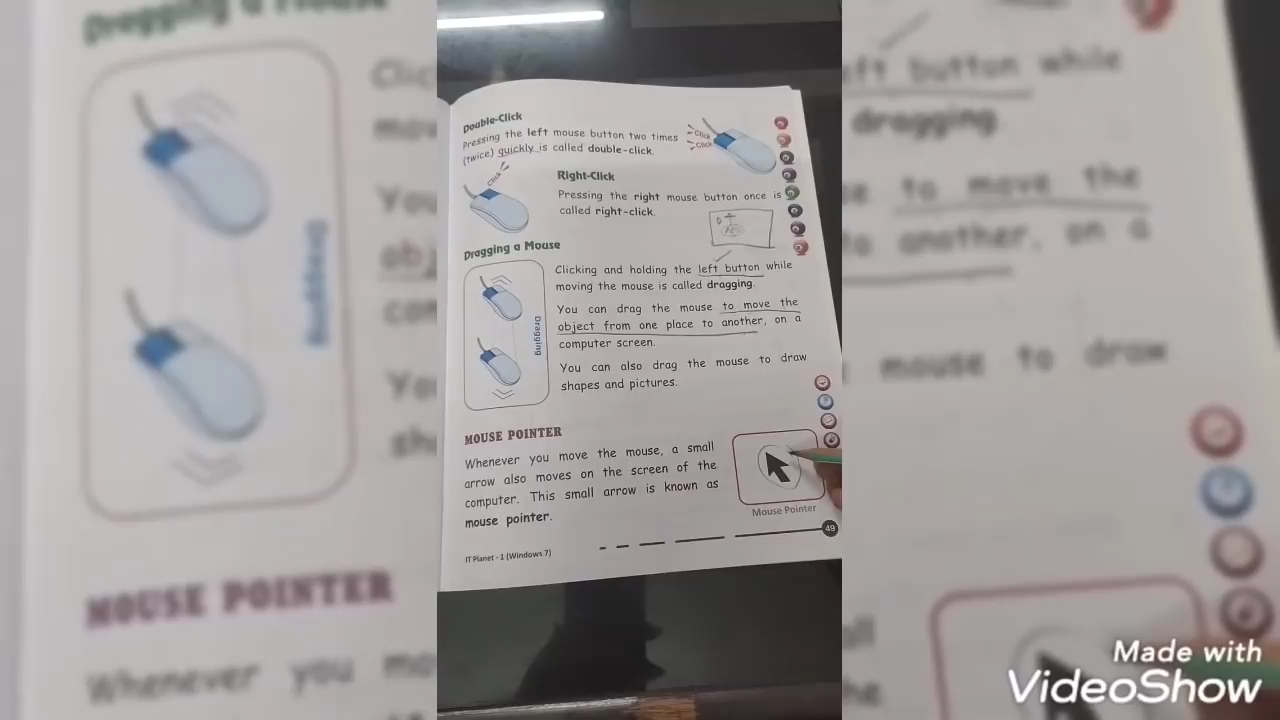 Double-Click
Pressing the left mouse button two times
(twice) quickly is called double-click.
Click
Click
Click
Right-Click
Pressing the right mouse button once is
called right-click.
Dragging a Mouse
Clicking and holding the left button while
moving the mouse is called dragging.
You can drag the mouse to move the
object from one place to another, on a
computer screen.
Dragging
You can also drag the mouse to draw
shapes and pictures.
MOUSE POINTER
Whenever you move the mouse, a small
arrow also moves on the screen of the
computer. This small arrow is known as
mouse pointer.
Mouse Pointer
49
IT Planet - 1 (Windows 7)
Made with
VideoShow